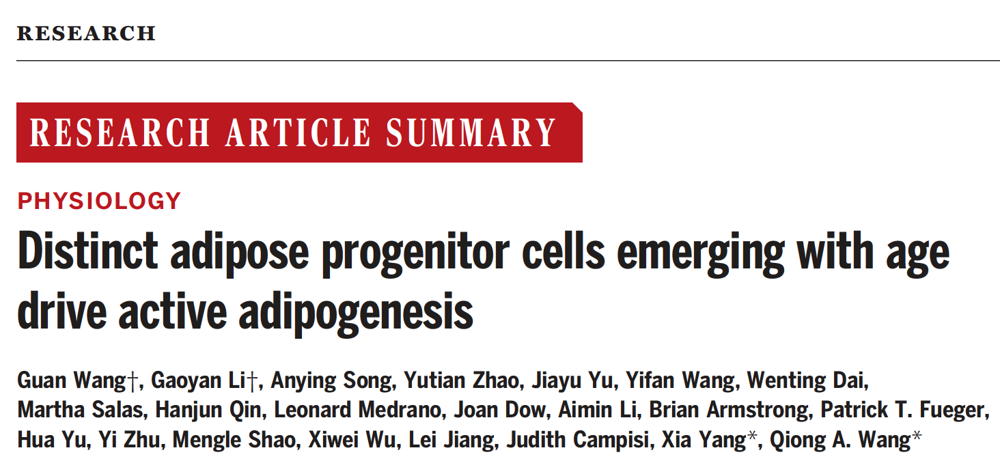 RESEARCH
RESEARCH ARTICLE SUMMARY
PHYSIOLOGY
Distinct adipose progenitor cells emerging with age
drive active adipogenesis
Guan Wang†, Gaoyan Li†, Anying Song, Yutian Zhao, Jiayu Yu, Yifan Wang, Wenting Dai,
Martha Salas, Hanjun Qin, Leonard Medrano, Joan Dow, Aimin Li, Brian Armstrong, Patrick T. Fueger,
Hua Yu, Yi Zhu, Mengle Shao, Xiwei Wu, Lei Jiang, Judith Campisi, Xia Yang*, Qiong A. Wang*